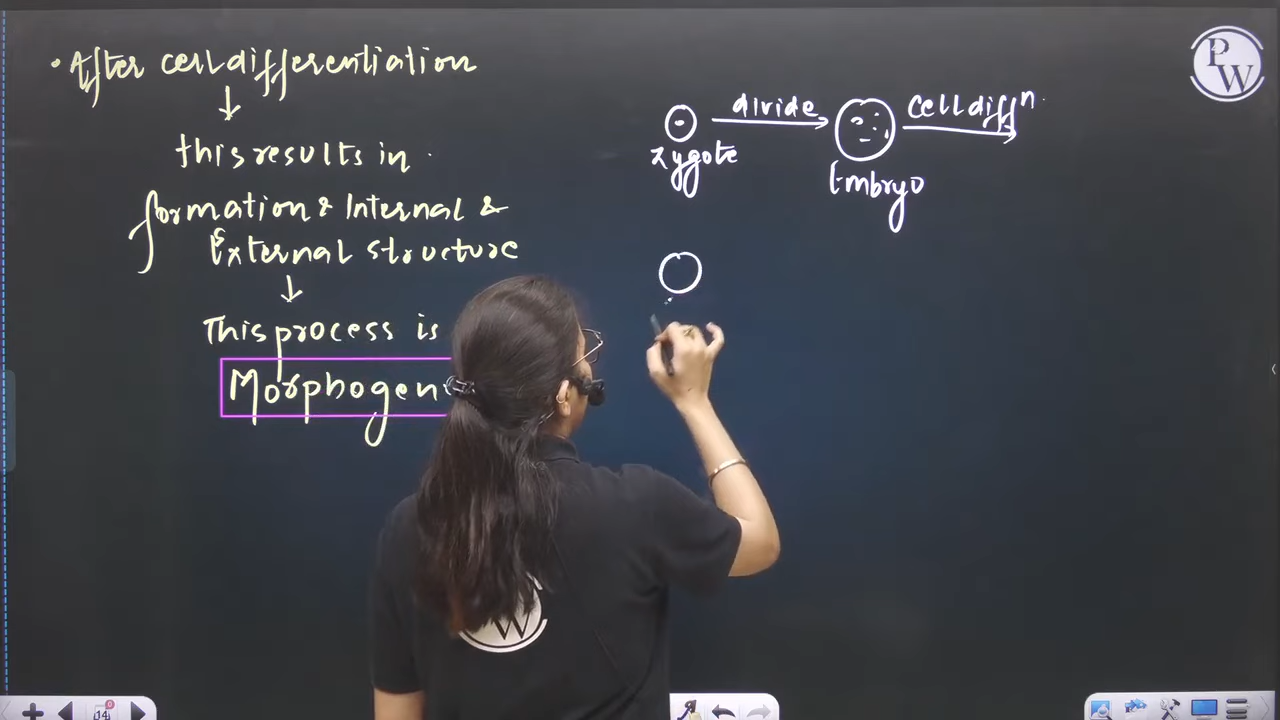 • After cell differentiation
this results in
formation & Internal &
External structure
This process is
Morphogen
divide
cell diffⁿ.
zygote
Embryo
PW
W
14